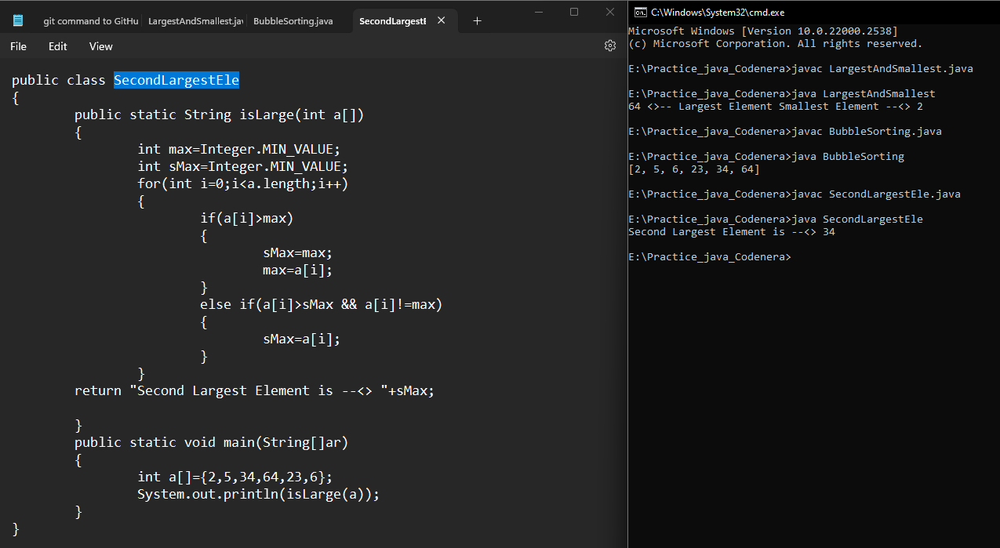 git command to GitHu LargestAndSmallest.jav BubbleSorting.java SecondLargestE
File Edit View
public class SecondLargestEle
{
public static String isLarge(int a[])
{
int max=Integer.MIN_VALUE;
int sMax=Integer.MIN_VALUE;
for(int i=0;i<a.length;i++)
{
if(a[i]>max)
{
sMax=max;
max=a[i];
}
else if(a[i]>sMax && a[i]!=max)
{
sMax=a[i];
}
}
return "Second Largest Element is --<> "+sMax;
}
public static void main(String[]ar)
{
int a[]={2,5,34,64,23,6};
System.out.println(isLarge(a));
}
}
C:\Windows\System32\cmd.exe
Microsoft Windows [Version 10.0.22000.2538]
(c) Microsoft Corporation. All rights reserved.
E:\Practice_java_Codenera>javac LargestAndSmallest.java
E:\Practice_java_Codenera>java LargestAndSmallest
64 <>-- Largest Element Smallest Element --<> 2
E:\Practice_java_Codenera>javac BubbleSorting.java
E:\Practice_java_Codenera>java BubbleSorting
[2, 5, 6, 23, 34, 64]
E:\Practice_java_Codenera>javac SecondLargestEle.java
E:\Practice_java_Codenera>java SecondLargestEle
Second Largest Element is --<> 34
E:\Practice_java_Codenera>